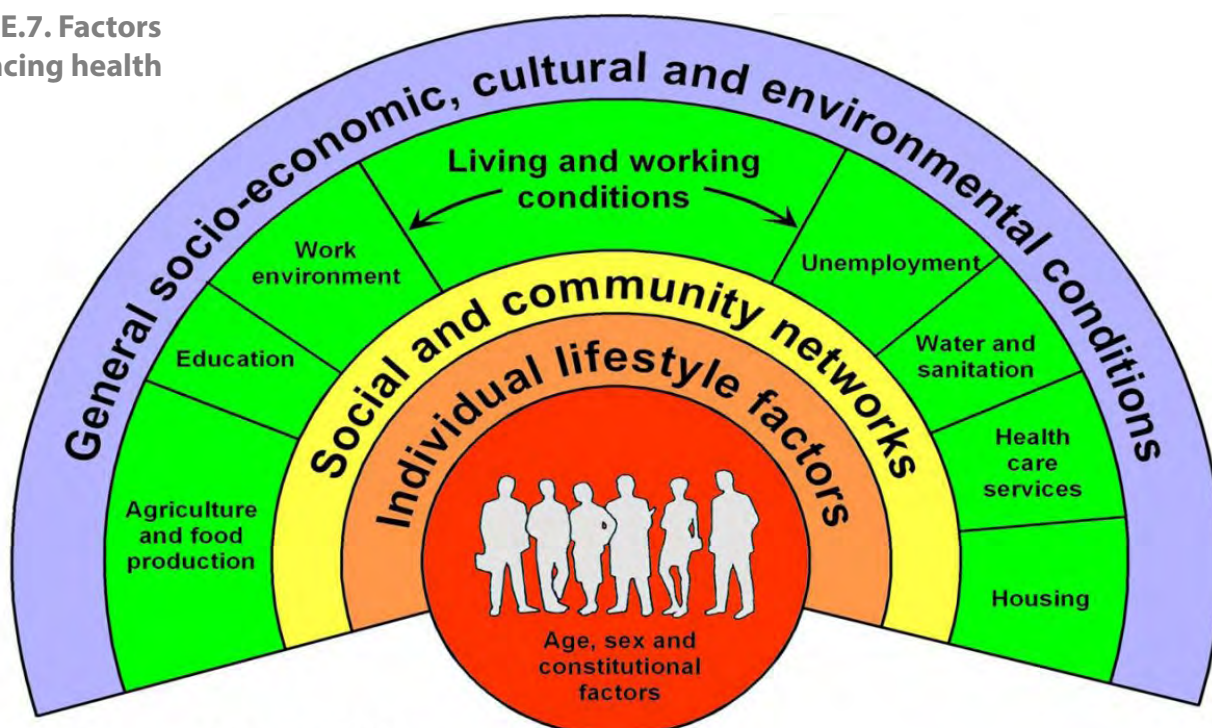 E.7. Factors
ncing health
General socio-economic, cultural and environmental conditions
Living and working
conditions
Work
environment
Education
Agriculture
and food
production
Unemployment
Water and
sanitation
Health
care
services
Housing
Social and community networks
Individual lifestyle factors
Age, sex and
constitutional
factors